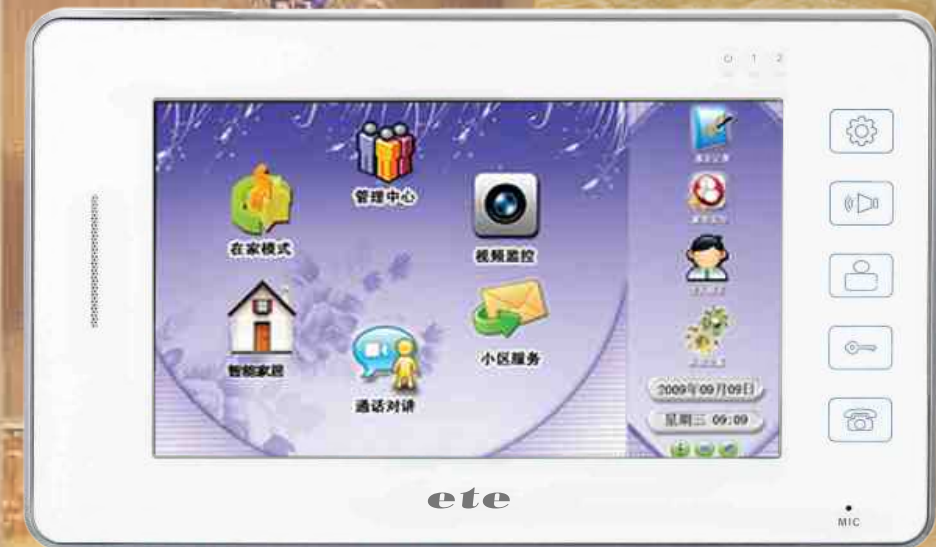 1 2
管理中心
在家模式
视频监控
智能家居
小区服务
通话对讲
2009年09月09日
星期三 09:09
ete
MIC